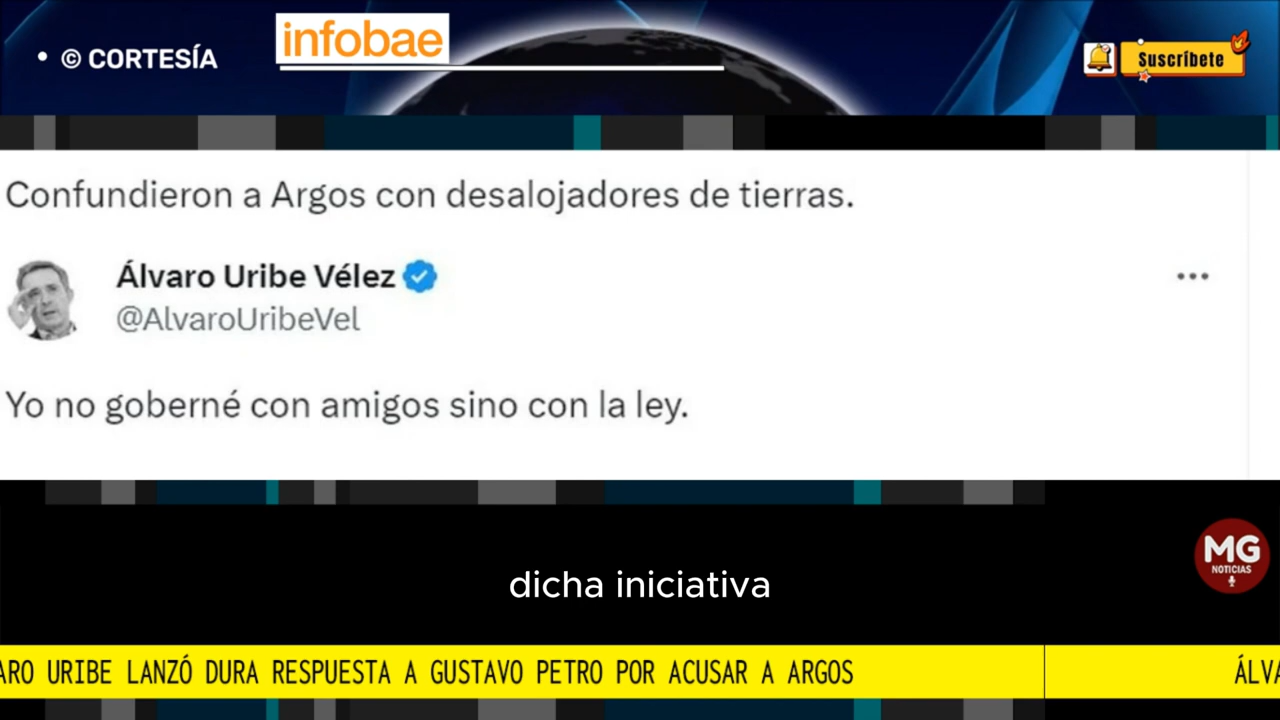 • © CORTESÍA
infobae
Suscríbete
Confundieron a Argos con desalojadores de tierras.
Álvaro Uribe Vélez
@AlvaroUribeVel
Yo no goberné con amigos sino con la ley.
MG
NOTICIAS
dicha iniciativa
ARO URIBE LANZÓ DURA RESPUESTA A GUSTAVO PETRO POR ACUSAR A ARGOS
ÁLVA